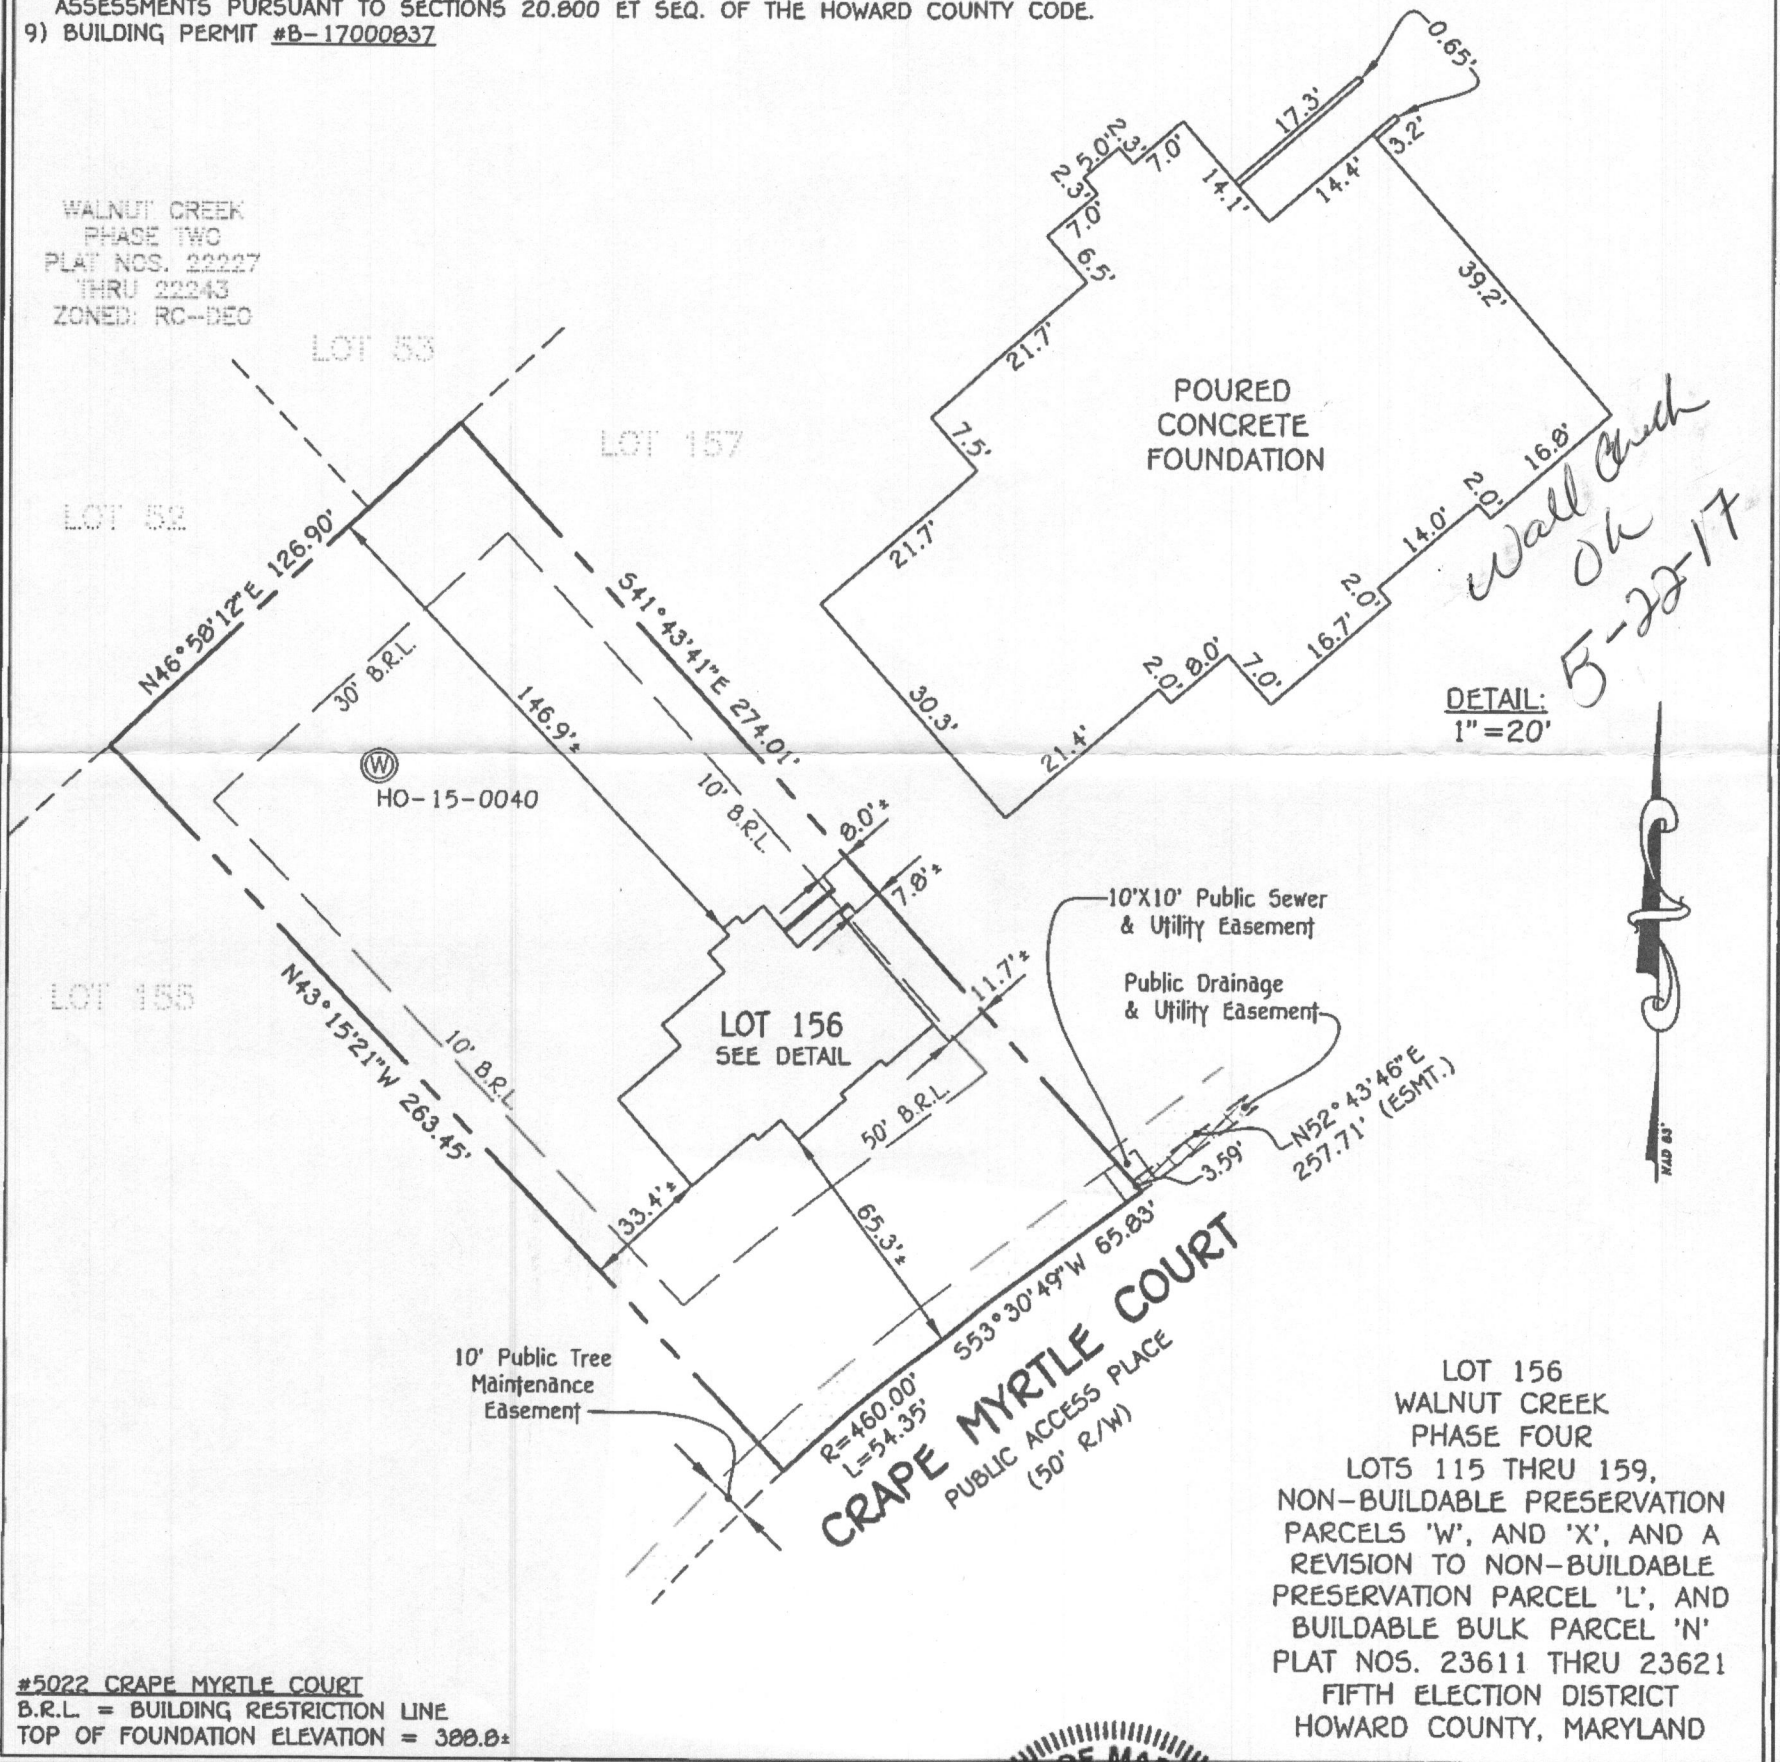 ASSESSMENTS PURSUANT TO SECTIONS 20.800 ET SEQ. OF THE HOWARD COUNTY CODE.
9) BUILDING PERMIT #B-17000837
WALNUT CREEK
PHASE TWO
PLAT NOS. 22227
THRU 22243
ZONED: RC-DEO
LOT 53
LOT 157
LOT 52
LOT 155
0.65'
17.3'
3.2'
14.4'
14.1'
7.0'
2.3'
5.0'
2.3'
7.0'
6.5'
21.7'
7.5'
21.7'
30.3'
21.4'
2.0'
8.0'
7.0'
16.7'
2.0'
14.0'
2.0'
16.8'
39.2'
POURED
CONCRETE
FOUNDATION
Wall Check
OK
5-22-17
DETAIL:
1"=20'
N46°58'12"E 126.90'
S41°43'41"E 274.01'
N43°15'21"W 263.45'
30' B.R.L.
146.9'±
10' B.R.L.
W
HO-15-0040
8.0'±
7.8'±
11.7'±
10' B.R.L.
LOT 156
SEE DETAIL
50' B.R.L.
33.4'±
65.3'±
10'X10' Public Sewer
& Utility Easement
Public Drainage
& Utility Easement
N52°43'46"E
257.71' (ESMT.)
3.59'
NAD 83'
S53°30'49"W 65.83'
R=460.00'
L=54.35'
CRAPE MYRTLE COURT
PUBLIC ACCESS PLACE
(50' R/W)
10' Public Tree
Maintenance
Easement
LOT 156
WALNUT CREEK
PHASE FOUR
LOTS 115 THRU 159,
NON-BUILDABLE PRESERVATION
PARCELS 'W', AND 'X', AND A
REVISION TO NON-BUILDABLE
PRESERVATION PARCEL 'L', AND
BUILDABLE BULK PARCEL 'N'
PLAT NOS. 23611 THRU 23621
FIFTH ELECTION DISTRICT
HOWARD COUNTY, MARYLAND
#5022 CRAPE MYRTLE COURT
B.R.L. = BUILDING RESTRICTION LINE
TOP OF FOUNDATION ELEVATION = 388.8±